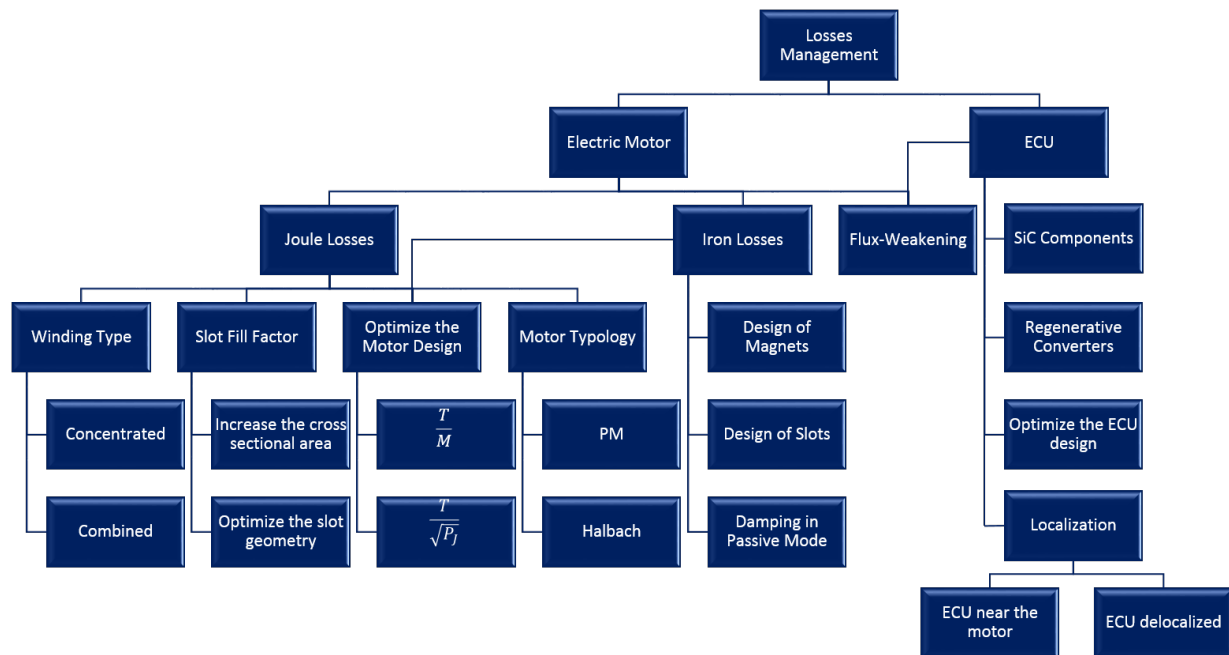 Losses
Management
Electric Motor
ECU
Joule Losses
Iron Losses
Flux-Weakening
SiC Components
Winding Type
Slot Fill Factor
Optimize the
Motor Design
Motor Typology
Design of
Magnets
Regenerative
Converters
Concentrated
Increase the cross
sectional area
T
M
PM
Design of Slots
Optimize the ECU
design
Combined
Optimize the slot
geometry
T
√P_J
Halbach
Damping in
Passive Mode
Localization
ECU near the
motor
ECU delocalized